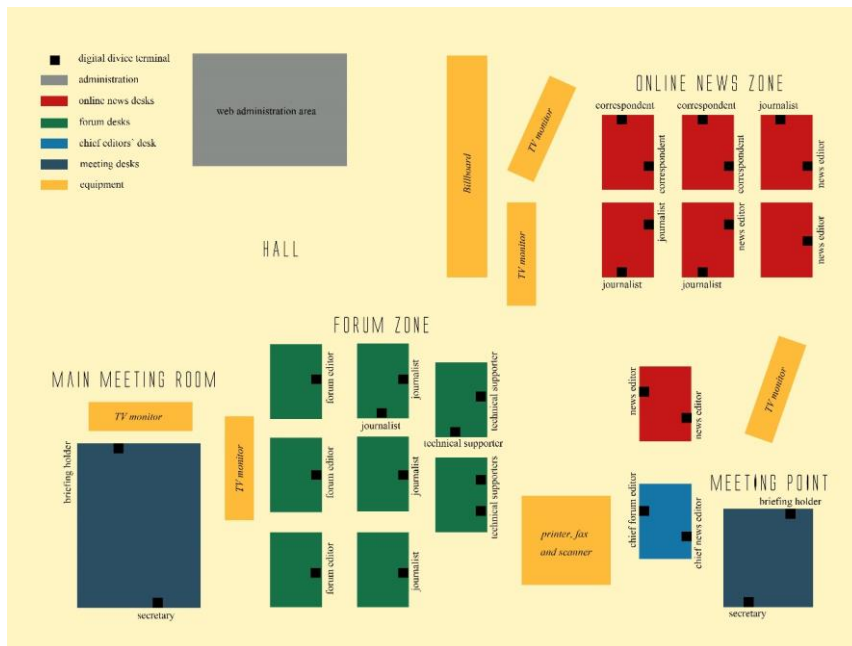 digital divice terminal
administration
online news desks
forum desks
chief editors' desk
meeting desks
equipment
web administration area
HALL
Billboard
TV monitor
TV monitor
ONLINE NEWS ZONE
correspondent
correspondent
journalist
correspondent
correspondent
news editor
journalist
news editor
news editor
journalist
journalist
FORUM ZONE
forum editor
journalist
journalist
technical supporter
technical supporter
forum editor
journalist
technical supporters
forum editor
journalist
MAIN MEETING ROOM
TV monitor
TV monitor
briefing holder
secretary
printer, fax
and scanner
news editor
news editor
TV monitor
chief forum editor
chief news editor
MEETING POINT
briefing holder
secretary